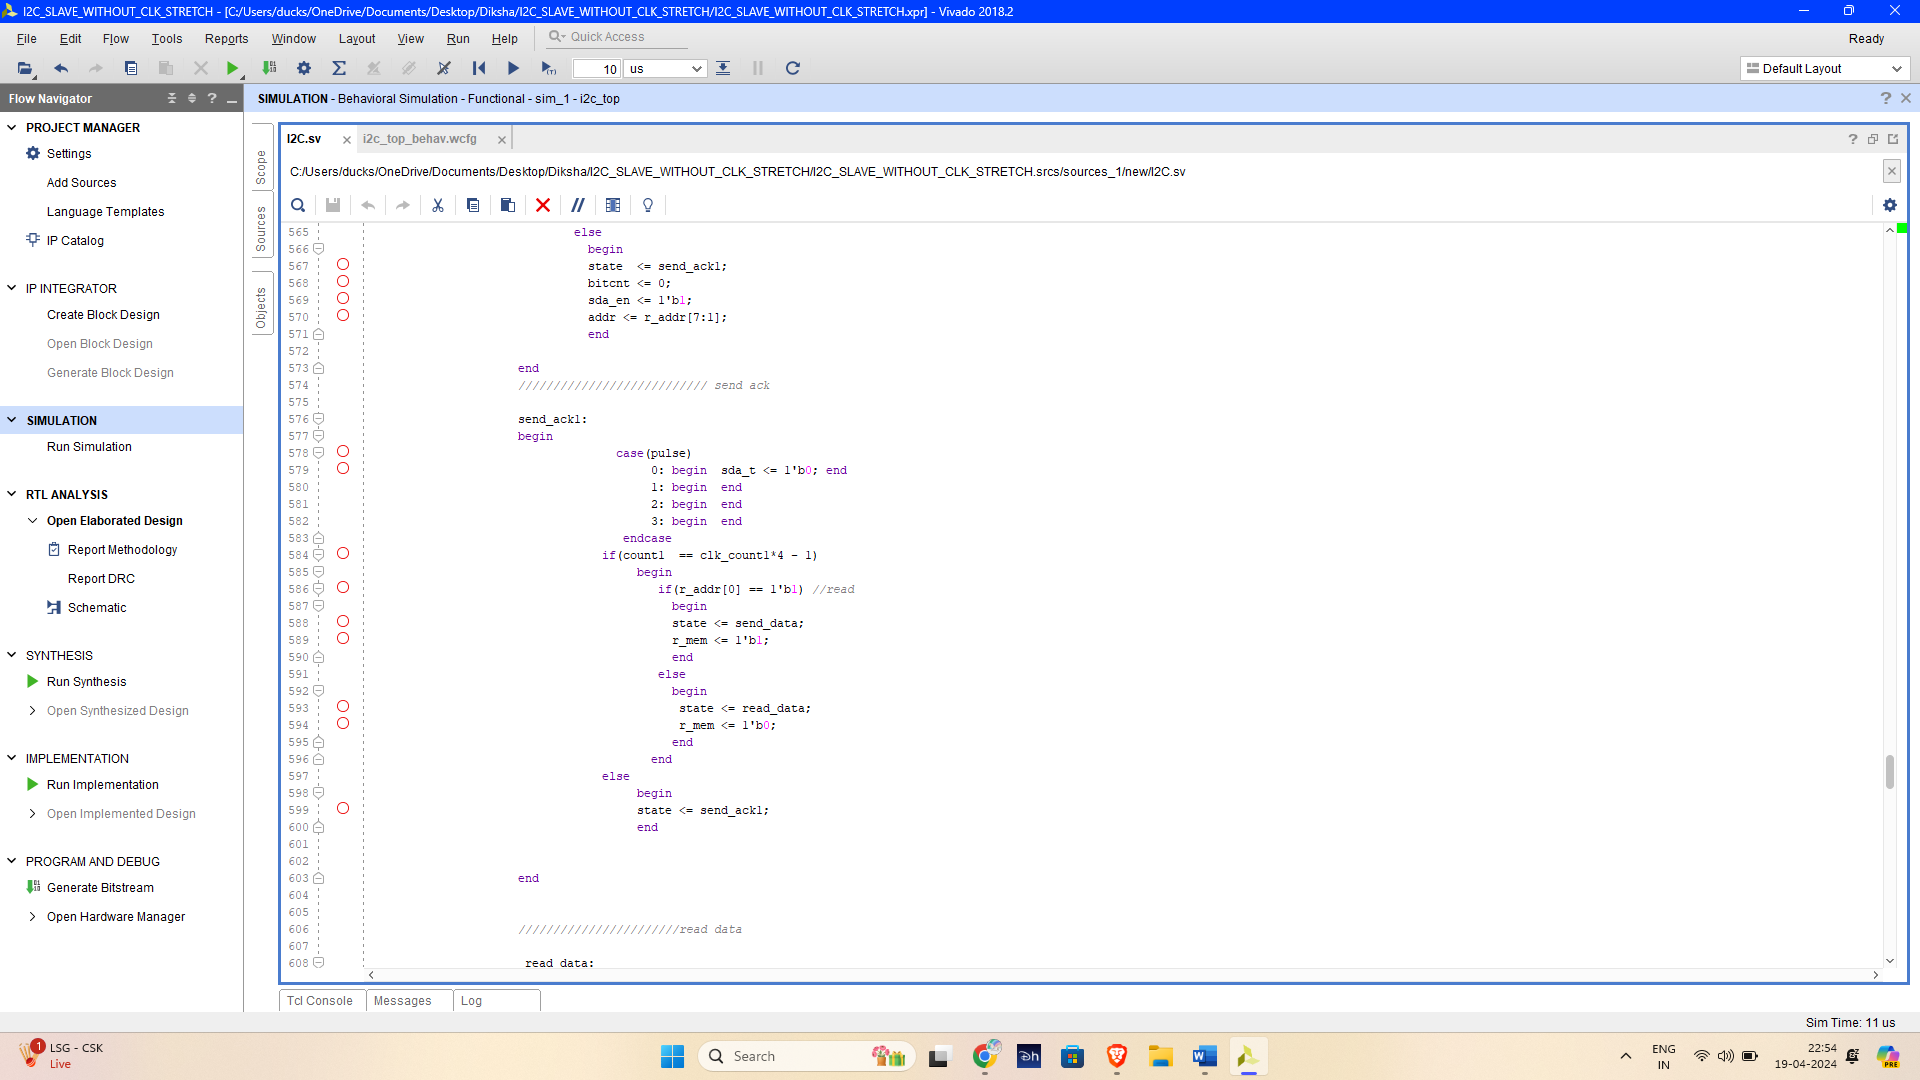 I2C_SLAVE_WITHOUT_CLK_STRETCH - [C:/Users/ducks/OneDrive/Documents/Desktop/Diksha/I2C_SLAVE_WITHOUT_CLK_STRETCH/I2C_SLAVE_WITHOUT_CLK_STRETCH.xpr] - Vivado 2018.2
File Edit Flow Tools Reports Window Layout View Run Help Quick Access Ready
10 us Default Layout
Flow Navigator
SIMULATION - Behavioral Simulation - Functional - sim_1 - i2c_top
PROJECT MANAGER
Settings
Add Sources
Language Templates
IP Catalog
IP INTEGRATOR
Create Block Design
Open Block Design
Generate Block Design
SIMULATION
Run Simulation
RTL ANALYSIS
Open Elaborated Design
Report Methodology
Report DRC
Schematic
SYNTHESIS
Run Synthesis
Open Synthesized Design
IMPLEMENTATION
Run Implementation
Open Implemented Design
PROGRAM AND DEBUG
Generate Bitstream
Open Hardware Manager
Scope
Sources
Objects
I2C.sv i2c_top_behav.wcfg
C:/Users/ducks/OneDrive/Documents/Desktop/Diksha/I2C_SLAVE_WITHOUT_CLK_STRETCH/I2C_SLAVE_WITHOUT_CLK_STRETCH.srcs/sources_1/new/I2C.sv
565 else
566 begin
567 state <= send_ack1;
568 bitcnt <= 0;
569 sda_en <= 1'b1;
570 addr <= r_addr[7:1];
571 end
572
573 end
574 /////////////////////////// send ack
575
576 send_ack1:
577 begin
578 case(pulse)
579 0: begin sda_t <= 1'b0; end
580 1: begin end
581 2: begin end
582 3: begin end
583 endcase
584 if(count1 == clk_count1*4 - 1)
585 begin
586 if(r_addr[0] == 1'b1) //read
587 begin
588 state <= send_data;
589 r_mem <= 1'b1;
590 end
591 else
592 begin
593 state <= read_data;
594 r_mem <= 1'b0;
595 end
596 end
597 else
598 begin
599 state <= send_ack1;
600 end
601
602
603 end
604
605
606 ///////////////////////read data
607
608 read_data:
Tcl Console Messages Log
Sim Time: 11 us
1
LSG - CSK
Live
Search
ENG
IN
22:54
19-04-2024
PRE